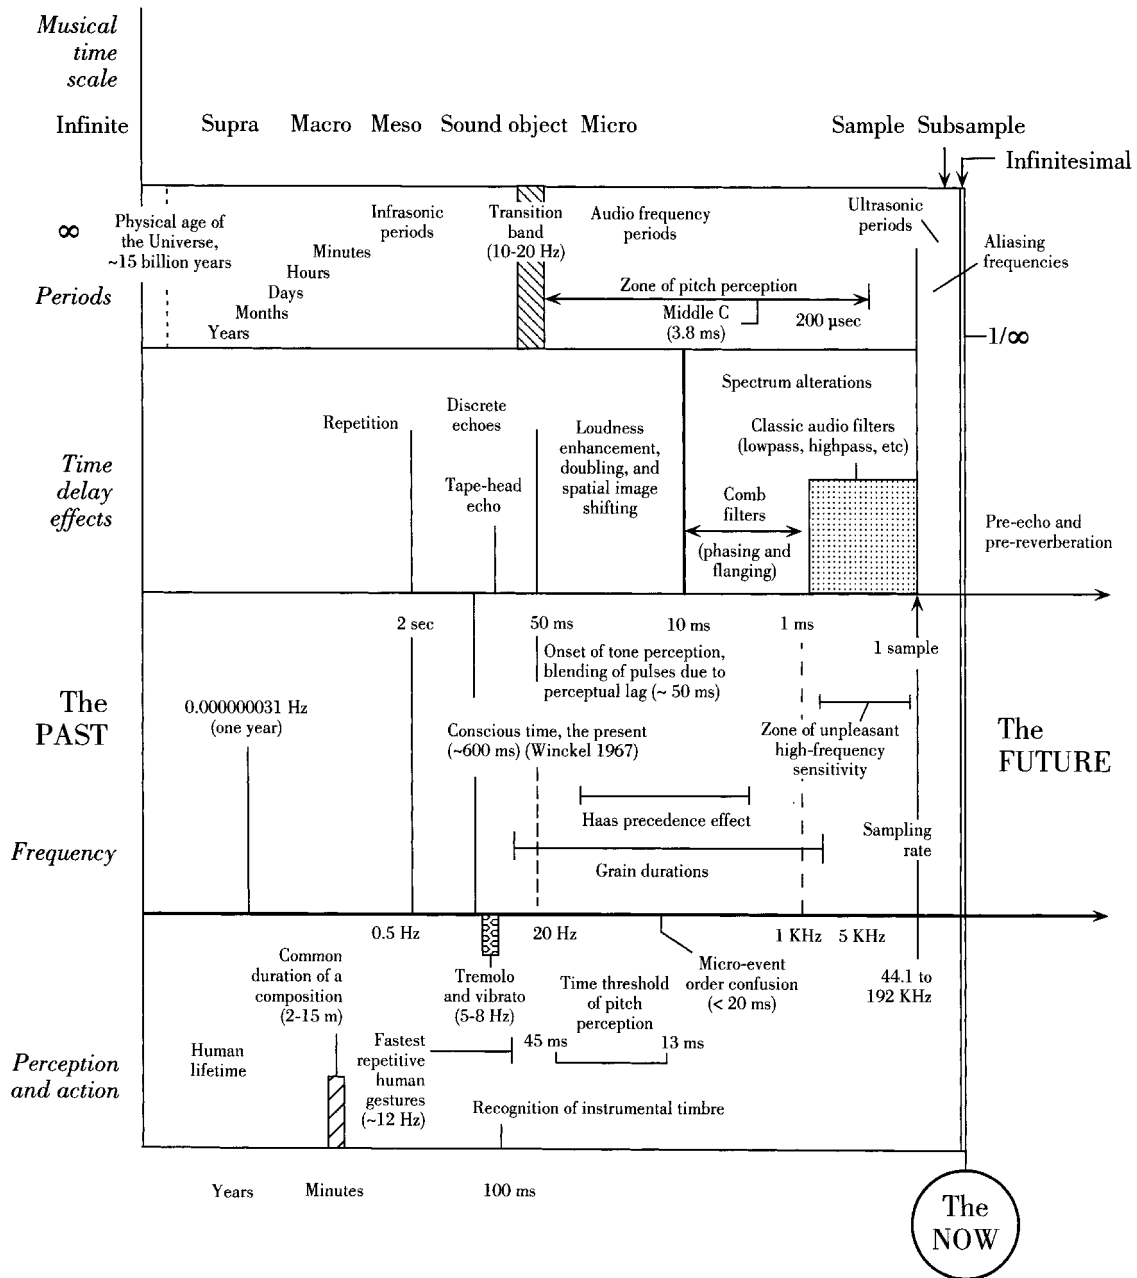 Musical
time
scale
Infinite
Supra
Macro
Meso
Sound object
Micro
Sample
Subsample
Infinitesimal
∞
Periods
Physical age of
the Universe,
~15 billion years
Years
Months
Days
Hours
Minutes
Infrasonic
periods
Transition
band
(10-20 Hz)
Audio frequency
periods
Zone of pitch perception
Middle C
(3.8 ms)
200 μsec
Ultrasonic
periods
Aliasing
frequencies
1/∞
Time
delay
effects
Repetition
Discrete
echoes
Tape-head
echo
Loudness
enhancement,
doubling, and
spatial image
shifting
Spectrum alterations
Classic audio filters
(lowpass, highpass, etc)
Comb
filters
(phasing and
flanging)
Pre-echo and
pre-reverberation
2 sec
50 ms
10 ms
1 ms
1 sample
The
PAST
0.000000031 Hz
(one year)
Onset of tone perception,
blending of pulses due to
perceptual lag (~ 50 ms)
Conscious time, the present
(~600 ms) (Winckel 1967)
Zone of unpleasant
high-frequency
sensitivity
The
FUTURE
Haas precedence effect
Grain durations
Sampling
rate
Frequency
0.5 Hz
20 Hz
1 KHz
5 KHz
44.1 to
192 KHz
Perception
and action
Common
duration of a
composition
(2-15 m)
Human
lifetime
Tremolo
and vibrato
(5-8 Hz)
Fastest
repetitive
human
gestures
(~12 Hz)
Time threshold
of pitch
perception
45 ms
13 ms
Micro-event
order confusion
(< 20 ms)
Recognition of instrumental timbre
Years
Minutes
100 ms
The
NOW